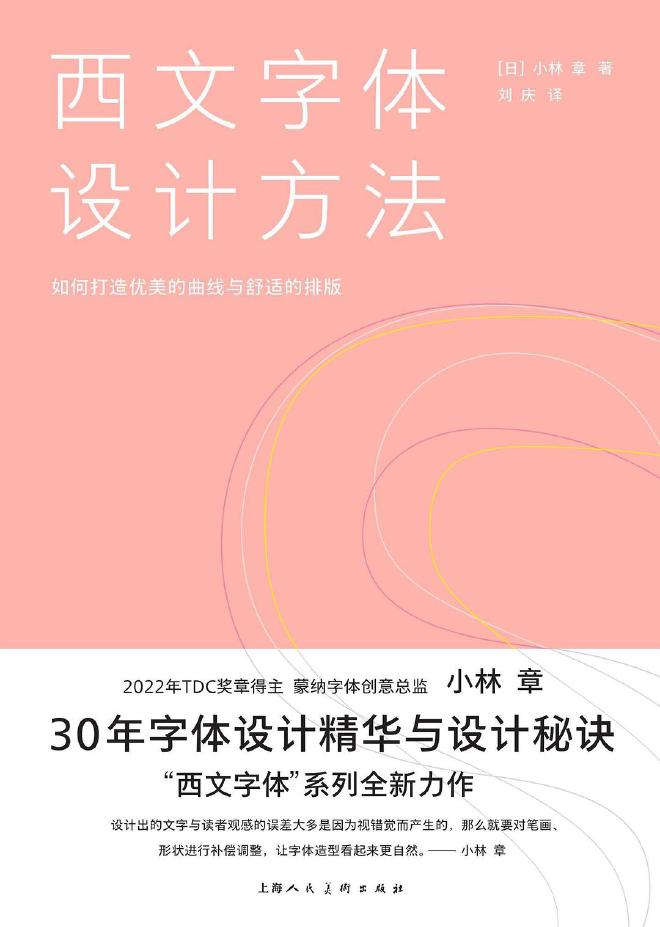 西文字体
设计方法
[日] 小林 章 著
刘 庆 译
如何打造优美的曲线与舒适的排版
2022年TDC奖章得主 蒙纳字体创意总监 小林 章
30年字体设计精华与设计秘诀
“西文字体”系列全新力作
设计出的文字与读者观感的误差大多是因为视错觉而产生的，那么就要对笔画、
形状进行补偿调整，让字体造型看起来更自然。—— 小林 章
上海人民美術出版社